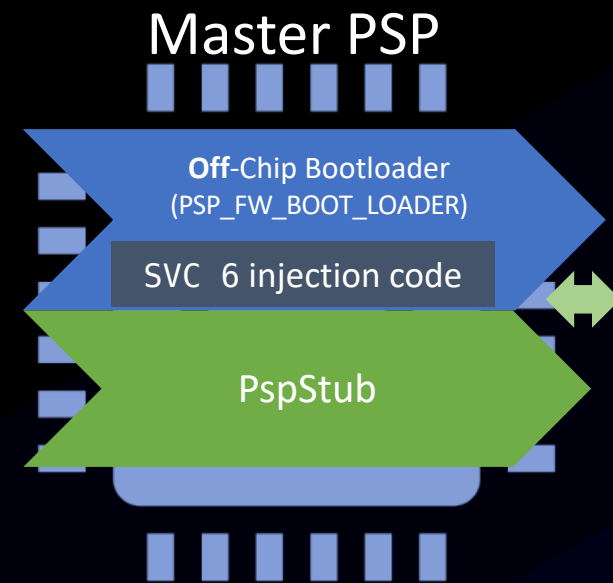 Master PSP
Off-Chip Bootloader
(PSP_FW_BOOT_LOADER)
SVC 6 injection code
PspStub